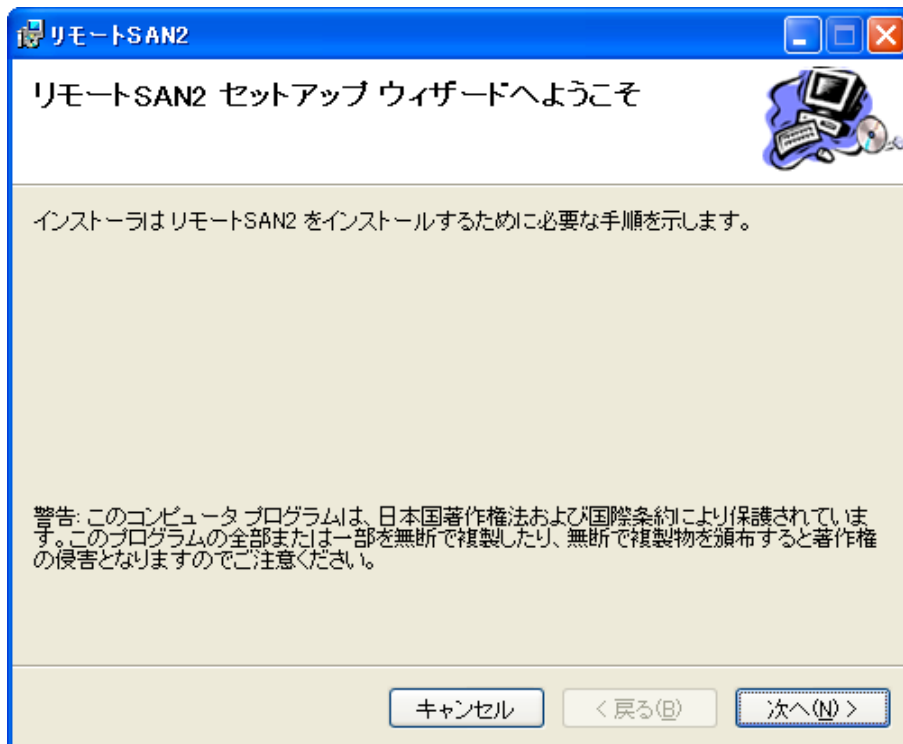 リモートSAN2
リモートSAN2 セットアップ ウィザードへようこそ
インストーラは リモートSAN2 をインストールするために必要な手順を示します。
警告: このコンピュータ プログラムは、日本国著作権法および国際条約により保護されていま
す。このプログラムの全部または一部を無断で複製したり、無断で複製物を頒布すると著作権
の侵害となりますのでご注意ください。
キャンセル
< 戻る(B)
次へ(N) >